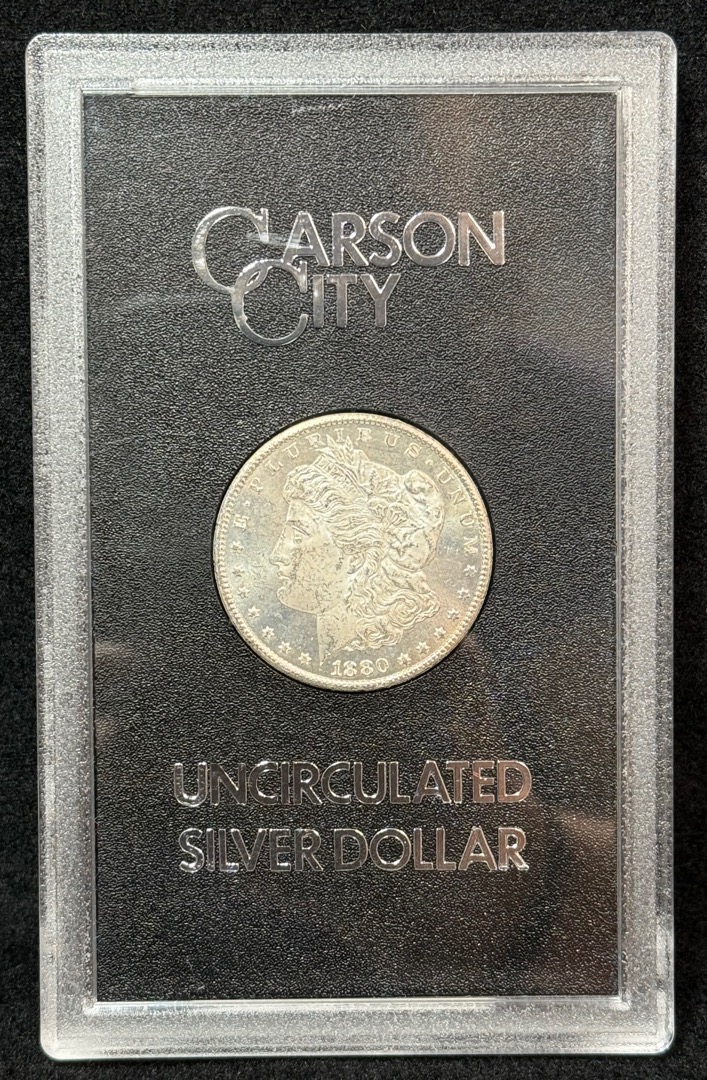 CARSON
CITY
E · PLURIBUS · UNUM
1880
UNCIRCULATED
SILVER DOLLAR